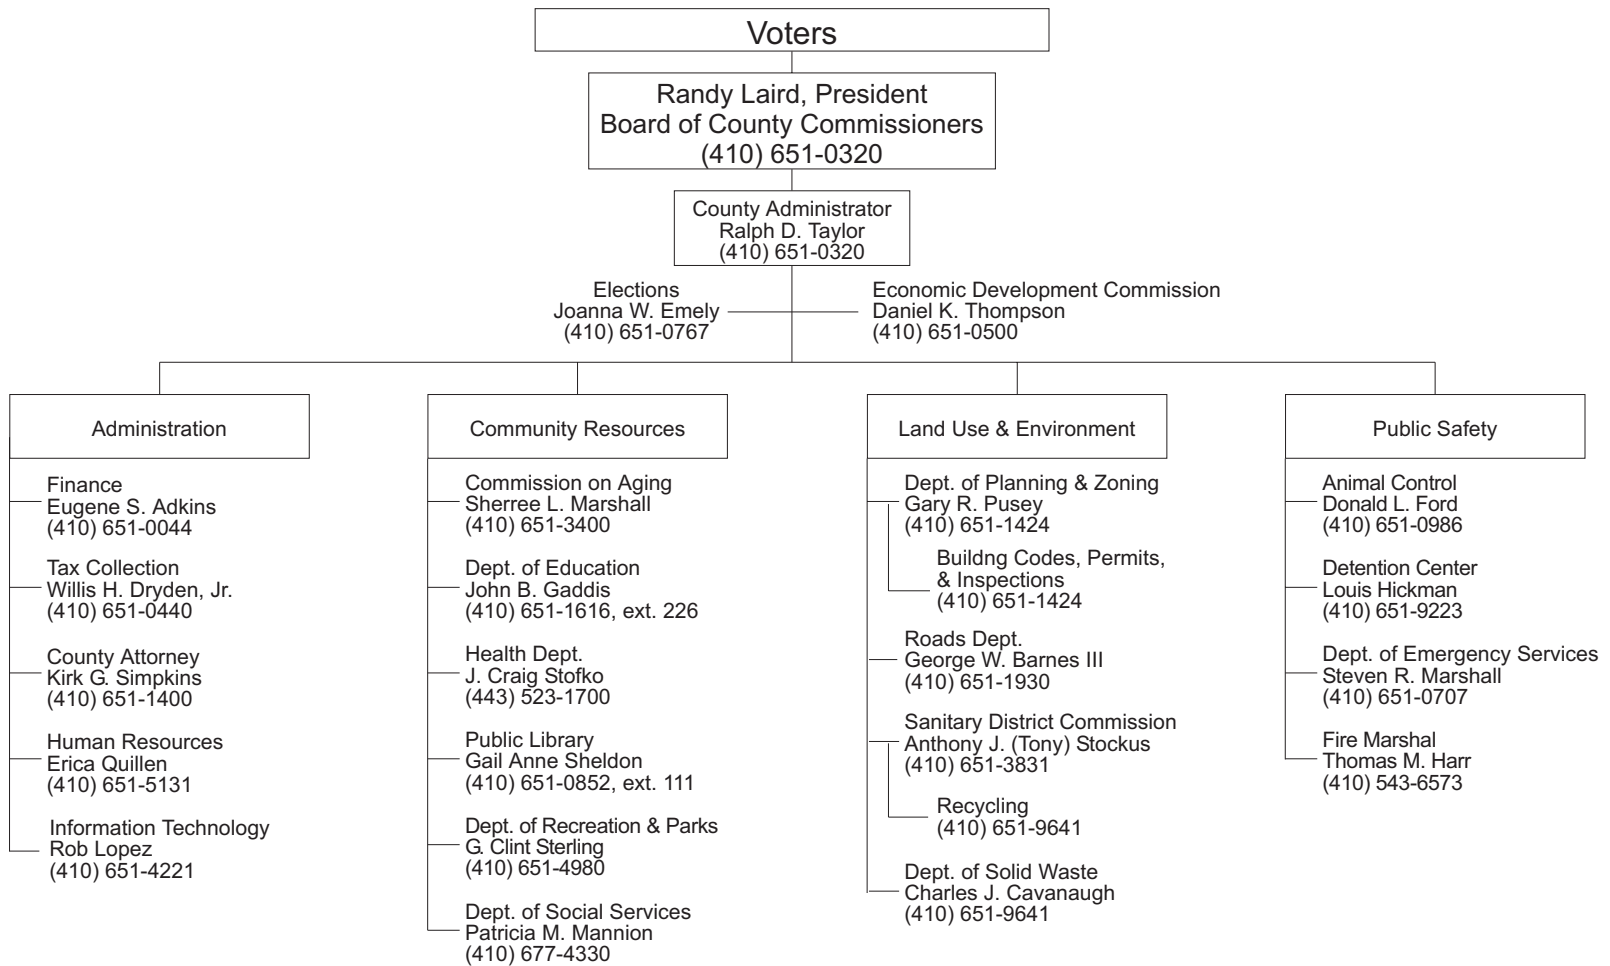 Voters
Randy Laird, President
Board of County Commissioners
(410) 651-0320
County Administrator
Ralph D. Taylor
(410) 651-0320
Elections
Joanna W. Emely
(410) 651-0767
Economic Development Commission
Daniel K. Thompson
(410) 651-0500
Administration
Finance
Eugene S. Adkins
(410) 651-0044
Tax Collection
Willis H. Dryden, Jr.
(410) 651-0440
County Attorney
Kirk G. Simpkins
(410) 651-1400
Human Resources
Erica Quillen
(410) 651-5131
Information Technology
Rob Lopez
(410) 651-4221
Community Resources
Commission on Aging
Sherree L. Marshall
(410) 651-3400
Dept. of Education
John B. Gaddis
(410) 651-1616, ext. 226
Health Dept.
J. Craig Stofko
(443) 523-1700
Public Library
Gail Anne Sheldon
(410) 651-0852, ext. 111
Dept. of Recreation & Parks
G. Clint Sterling
(410) 651-4980
Dept. of Social Services
Patricia M. Mannion
(410) 677-4330
Land Use & Environment
Dept. of Planning & Zoning
Gary R. Pusey
(410) 651-1424
Buildng Codes, Permits,
& Inspections
(410) 651-1424
Roads Dept.
George W. Barnes III
(410) 651-1930
Sanitary District Commission
Anthony J. (Tony) Stockus
(410) 651-3831
Recycling
(410) 651-9641
Dept. of Solid Waste
Charles J. Cavanaugh
(410) 651-9641
Public Safety
Animal Control
Donald L. Ford
(410) 651-0986
Detention Center
Louis Hickman
(410) 651-9223
Dept. of Emergency Services
Steven R. Marshall
(410) 651-0707
Fire Marshal
Thomas M. Harr
(410) 543-6573